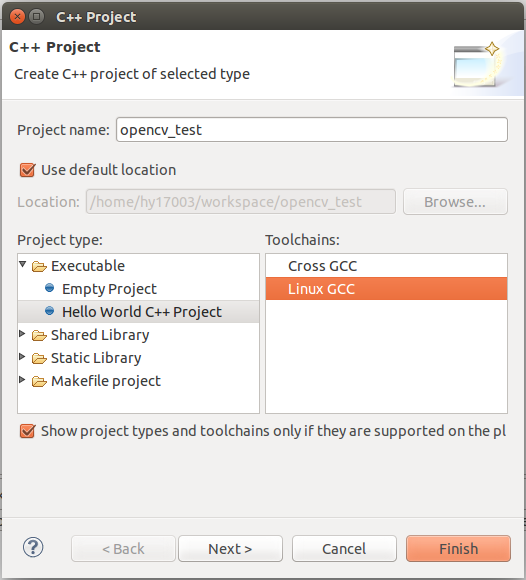 C++ Project
C++ Project
Create C++ project of selected type
Project name: opencv_test
Use default location
Location: /home/hy17003/workspace/opencv_test Browse...
Project type: Toolchains:
Executable
Empty Project
Hello World C++ Project
Shared Library
Static Library
Makefile project
Cross GCC
Linux GCC
Show project types and toolchains only if they are supported on the pl
? < Back Next > Cancel Finish